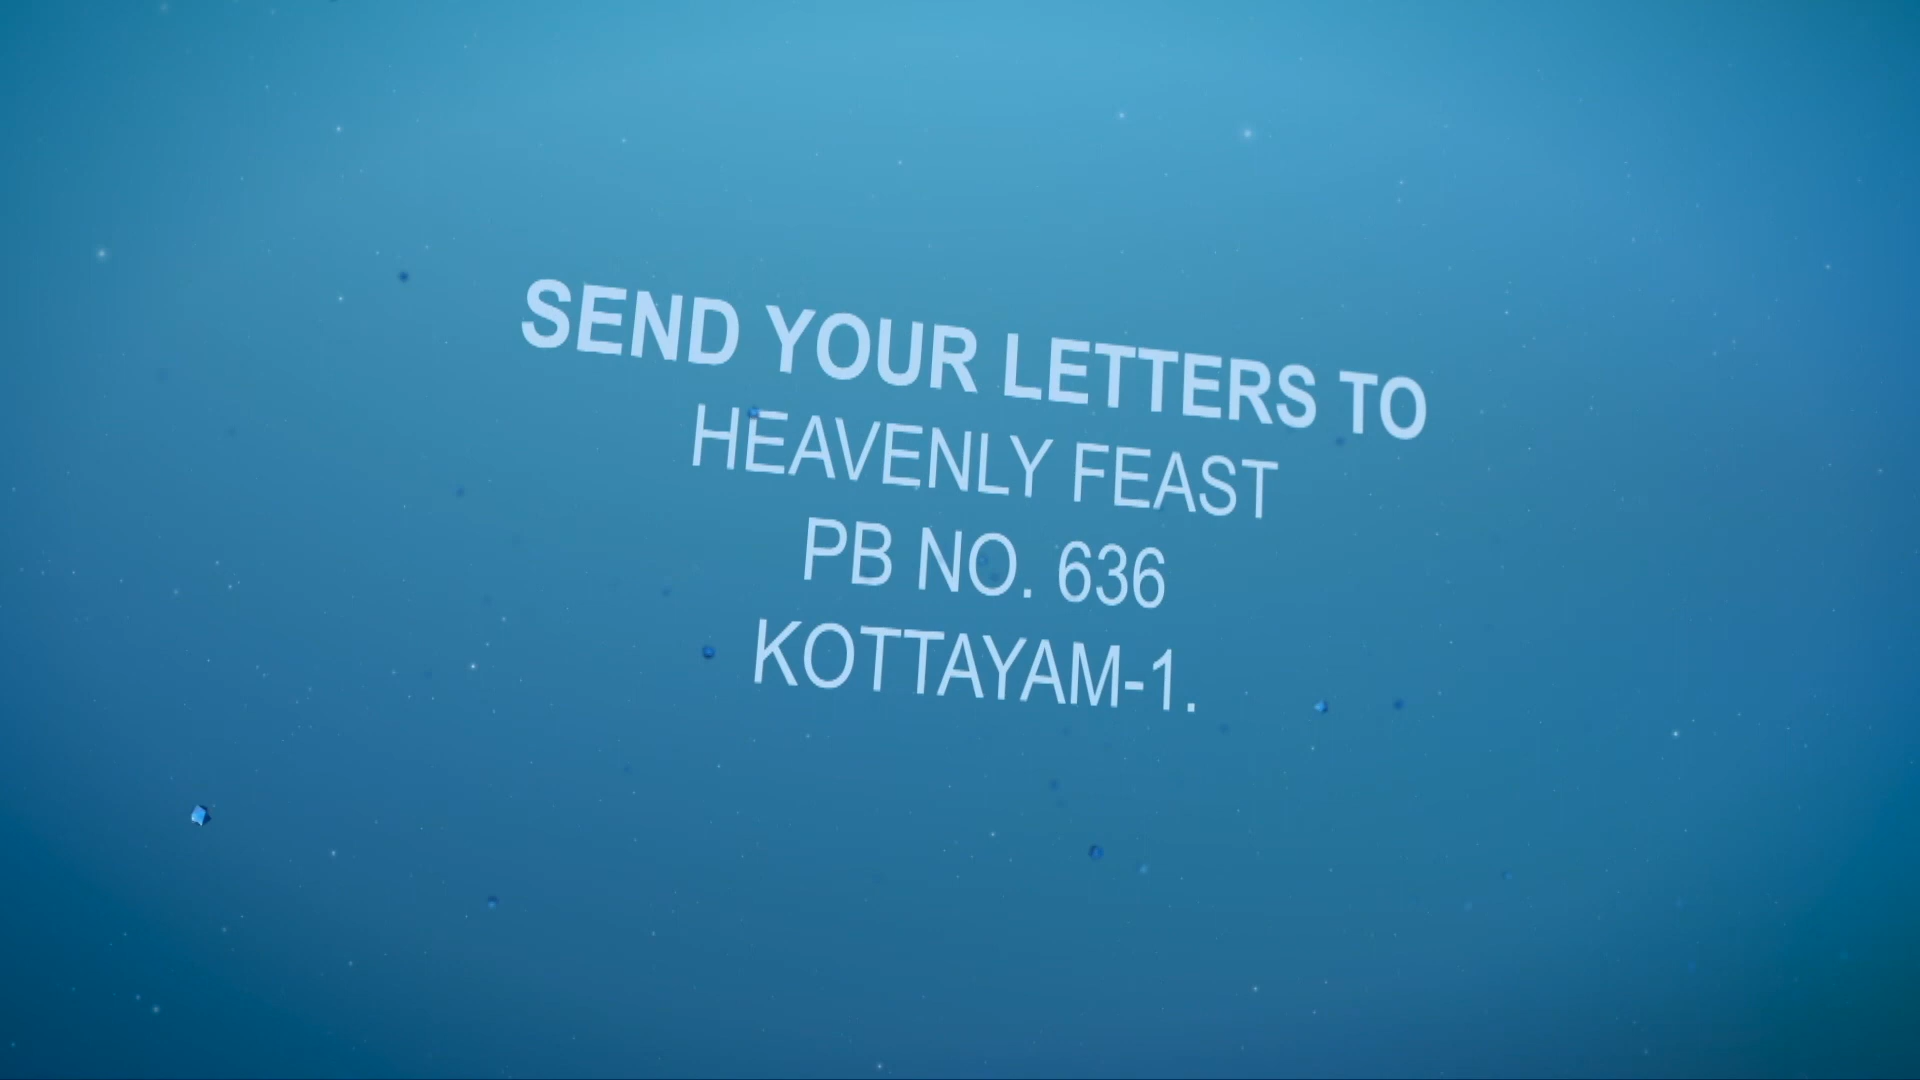 SEND YOUR LETTERS TO
HEAVENLY FEAST
PB NO. 636
KOTTAYAM-1.